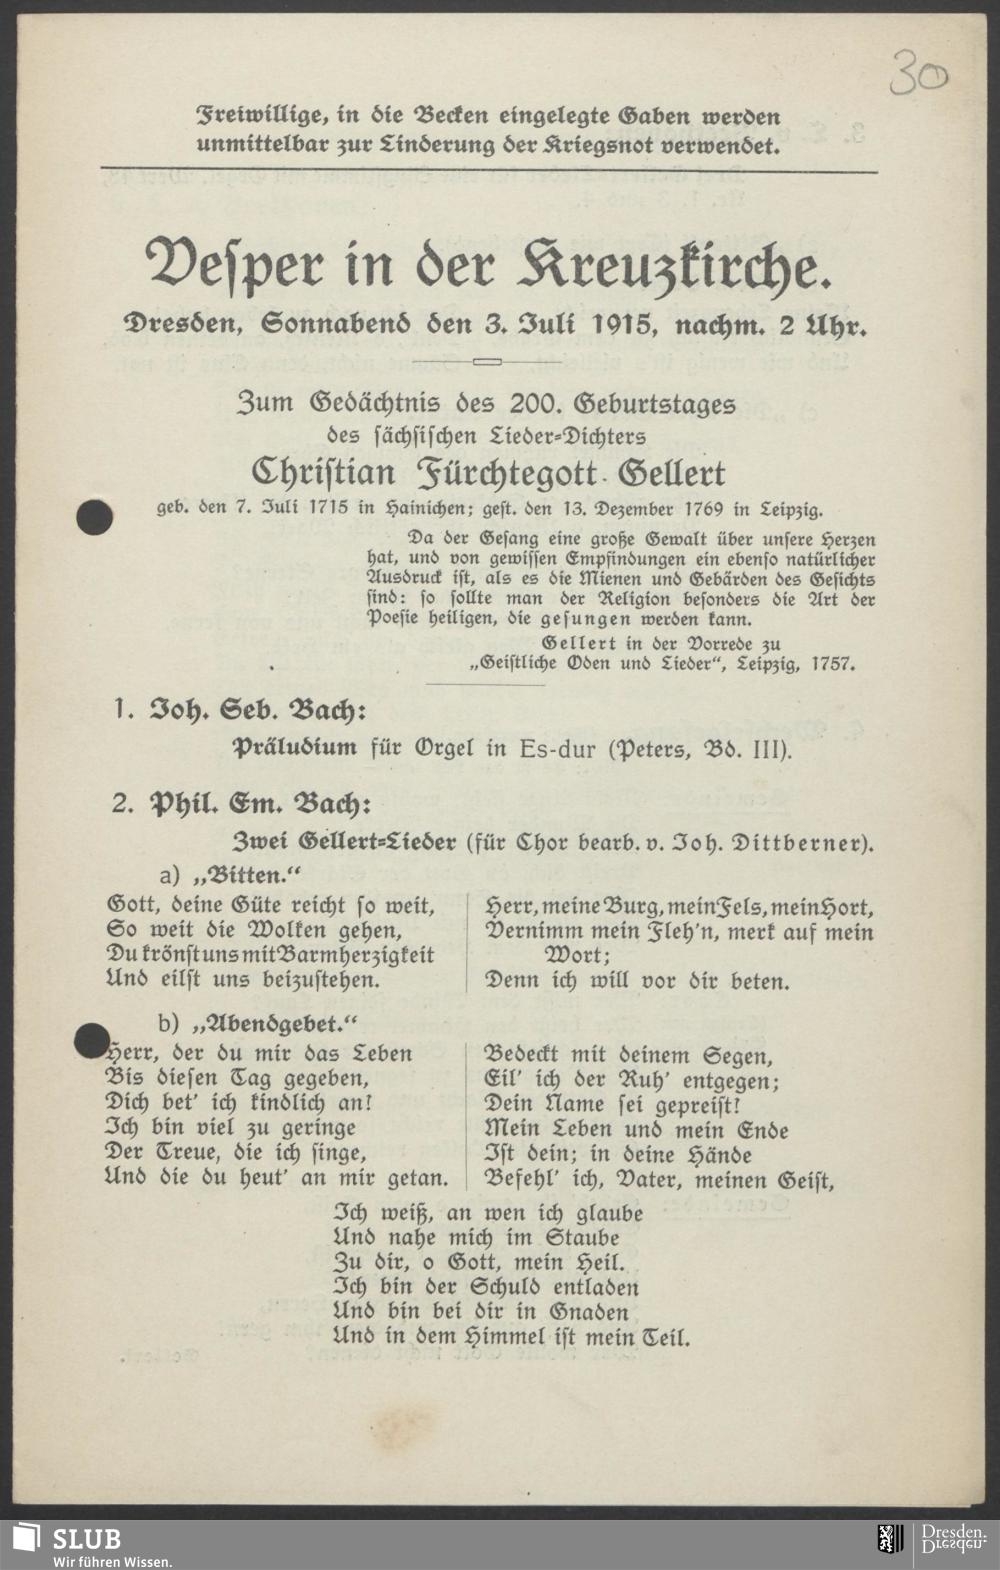 30
Freiwillige, in die Becken eingelegte Gaben werden
unmittelbar zur Linderung der Kriegsnot verwendet.
Vesper in der Kreuzkirche.
Dresden, Sonnabend den 3. Juli 1915, nachm. 2 Uhr.
Zum Gedächtnis des 200. Geburtstages
des sächsischen Lieder-Dichters
Christian Fürchtegott Gellert
geb. den 7. Juli 1715 in Hainichen; gest. den 13. Dezember 1769 in Leipzig.
Da der Gesang eine große Gewalt über unsere Herzen
hat, und von gewissen Empfindungen ein ebenso natürlicher
Ausdruck ist, als es die Mienen und Gebärden des Gesichts
sind: so sollte man der Religion besonders die Art der
Poesie heiligen, die gesungen werden kann.
Gellert in der Vorrede zu
„Geistliche Oden und Lieder“, Leipzig, 1757.
1. Joh. Seb. Bach:
Präludium für Orgel in Es-dur (Peters, Bd. III).
2. Phil. Em. Bach:
Zwei Gellert-Lieder (für Chor bearb. v. Joh. Dittberner).
a) „Bitten.“
Gott, deine Güte reicht so weit,
So weit die Wolken gehen,
Du krönst uns mit Barmherzigkeit
Und eilst uns beizustehen.
Herr, meine Burg, mein Fels, mein Hort,
Vernimm mein Fleh'n, merk auf mein
Wort;
Denn ich will vor dir beten.
b) „Abendgebet.“
Herr, der du mir das Leben
Bis diesen Tag gegeben,
Dich bet' ich kindlich an!
Ich bin viel zu geringe
Der Treue, die ich singe,
Und die du heut' an mir getan.
Bedeckt mit deinem Segen,
Eil' ich der Ruh' entgegen;
Dein Name sei gepreist!
Mein Leben und mein Ende
Ist dein; in deine Hände
Befehl' ich, Vater, meinen Geist,
Ich weiß, an wen ich glaube
Und nahe mich im Staube
Zu dir, o Gott, mein Heil.
Ich bin der Schuld entladen
Und bin bei dir in Gnaden
Und in dem Himmel ist mein Teil.
SLUB
Wir führen Wissen.
Dresden.
Dresden.